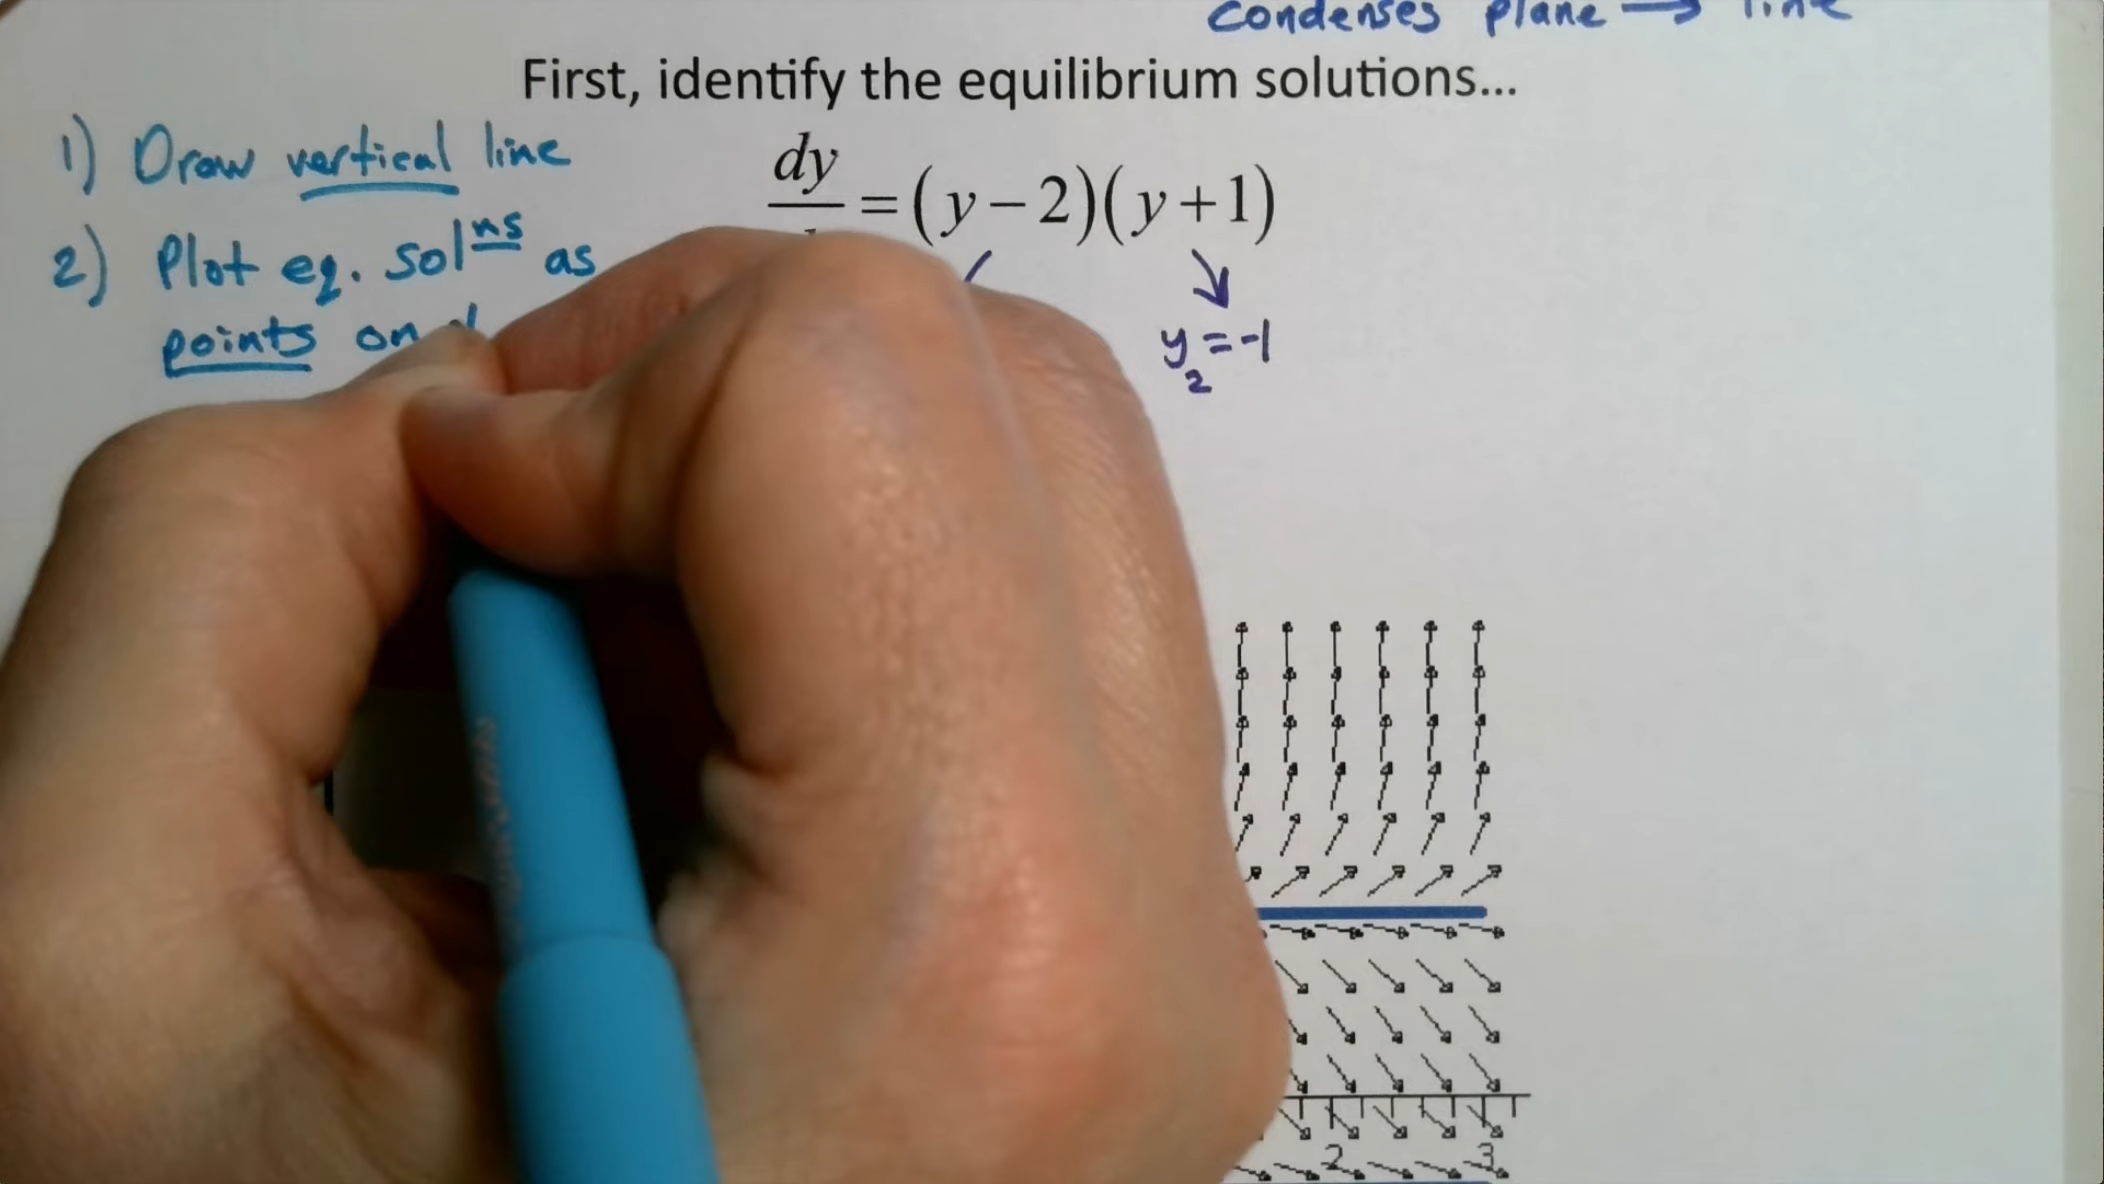 Condenses plane → line
First, identify the equilibrium solutions...
1) Draw vertical line
dy = (y-2)(y+1)
2) Plot eq. solns as
points on
y2 = -1
2 3